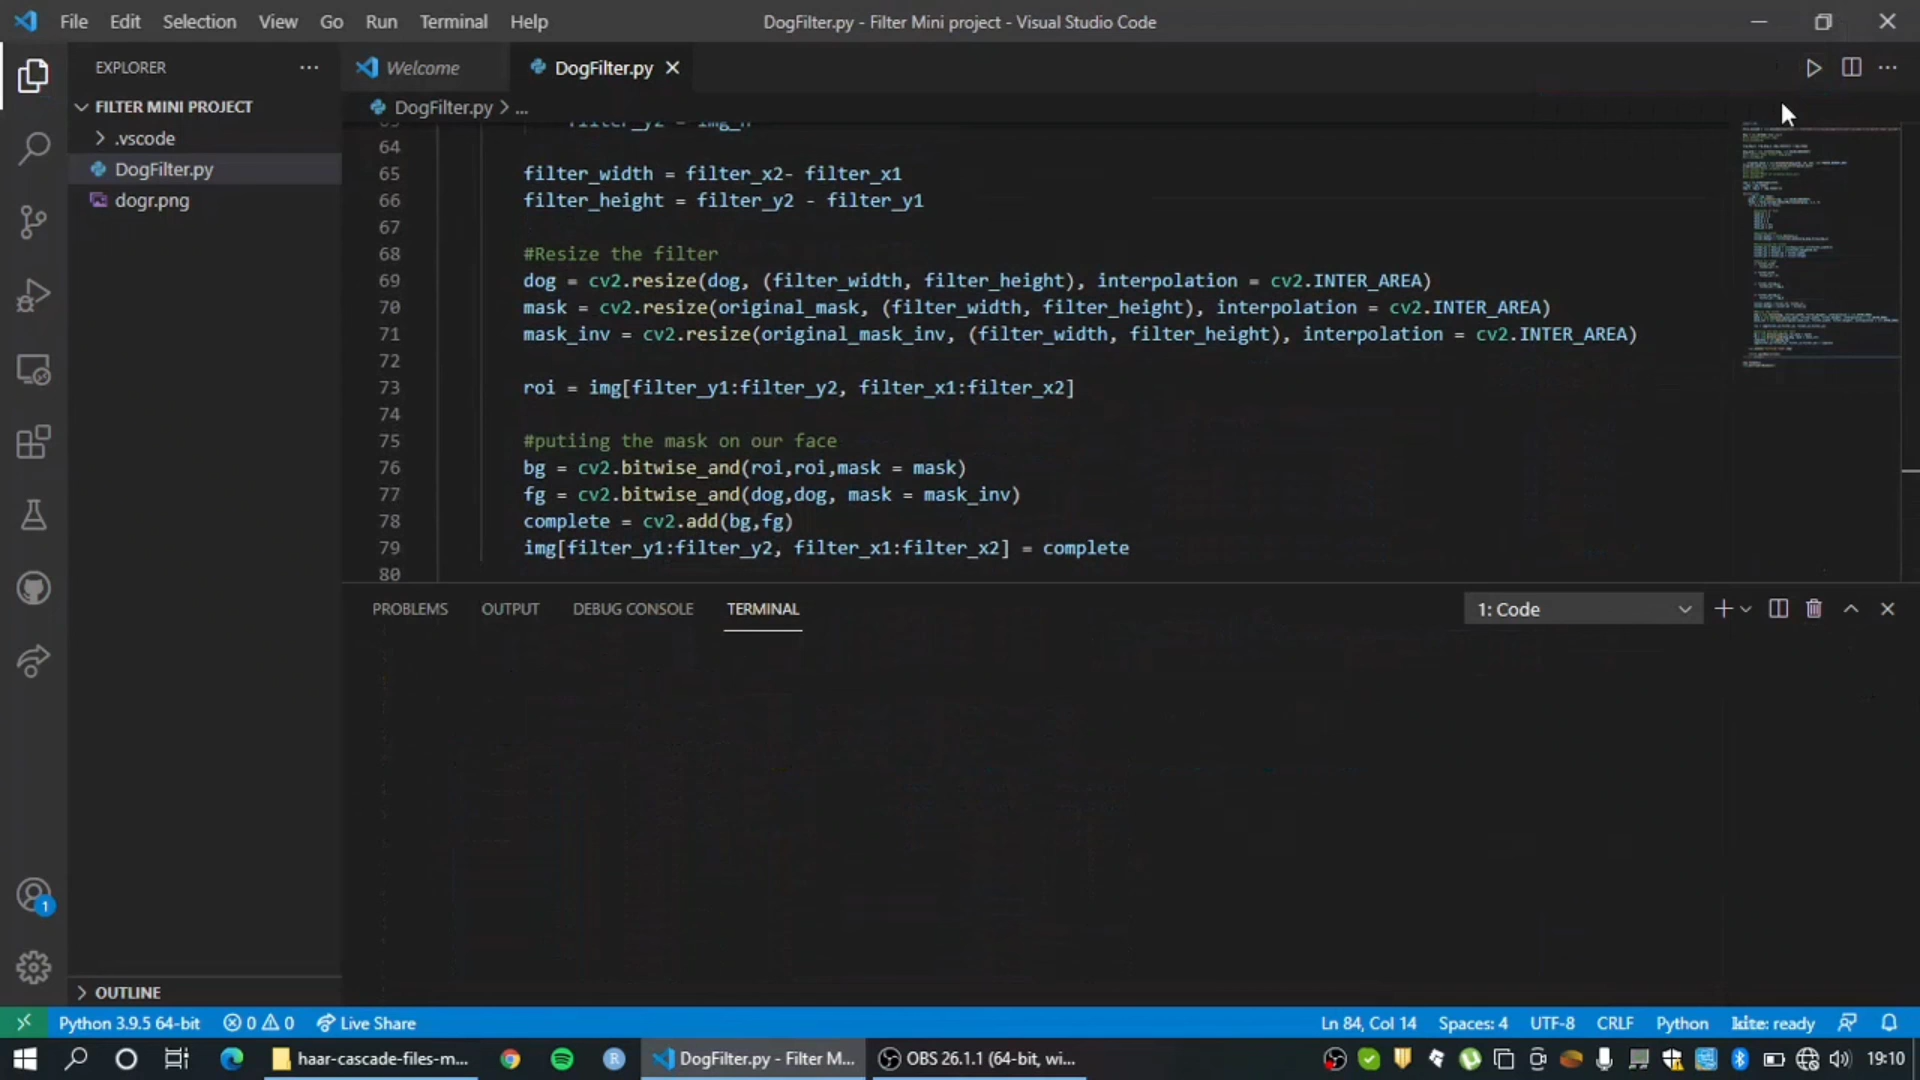 File Edit Selection View Go Run Terminal Help
DogFilter.py - Filter Mini project - Visual Studio Code
EXPLORER
Welcome
DogFilter.py
FILTER MINI PROJECT
DogFilter.py > ...
.vscode
DogFilter.py
dogr.png
64
65 filter_width = filter_x2- filter_x1
66 filter_height = filter_y2 - filter_y1
67
68 #Resize the filter
69 dog = cv2.resize(dog, (filter_width, filter_height), interpolation = cv2.INTER_AREA)
70 mask = cv2.resize(original_mask, (filter_width, filter_height), interpolation = cv2.INTER_AREA)
71 mask_inv = cv2.resize(original_mask_inv, (filter_width, filter_height), interpolation = cv2.INTER_AREA)
72
73 roi = img[filter_y1:filter_y2, filter_x1:filter_x2]
74
75 #putiing the mask on our face
76 bg = cv2.bitwise_and(roi,roi,mask = mask)
77 fg = cv2.bitwise_and(dog,dog, mask = mask_inv)
78 complete = cv2.add(bg,fg)
79 img[filter_y1:filter_y2, filter_x1:filter_x2] = complete
80
PROBLEMS OUTPUT DEBUG CONSOLE TERMINAL
1: Code
1
OUTLINE
Python 3.9.5 64-bit 0 0 Live Share
Ln 84, Col 14 Spaces: 4 UTF-8 CRLF Python kite: ready
haar-cascade-files-m...
R
DogFilter.py - Filter M...
OBS 26.1.1 (64-bit, wi...
19:10